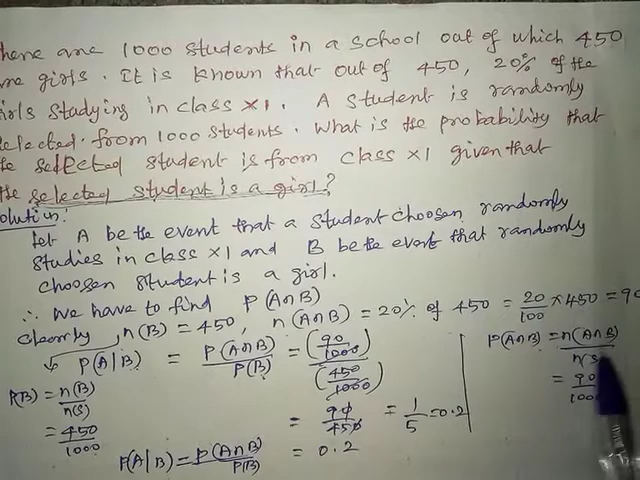 here are 1000 students in a school out of which 450
re girls. It is known that out of 450, 20% of the
irls studying in class XI. A student is randomly
elected from 1000 students. What is the probability that
he selected student is from class XI given that
the selected student is a girl?
olution:
let A be the event that a student choosen randomly
studies in class XI and B be the event that randomly
choosen student is a girl.
∴ We have to find P(A∩B)
Clearly, n(B) = 450, n(A∩B) = 20% of 450 = 20/100 × 450 = 90
P(A|B) = P(A∩B)/P(B) = (90/1000)/(450/1000)
P(A∩B) = n(A∩B)/n(S)
P(B) = n(B)/n(S)
= 90/1000
= 450/1000
= 90/450 = 1/5 = 0.2
P(A|B) = P(A∩B)/P(B) = 0.2